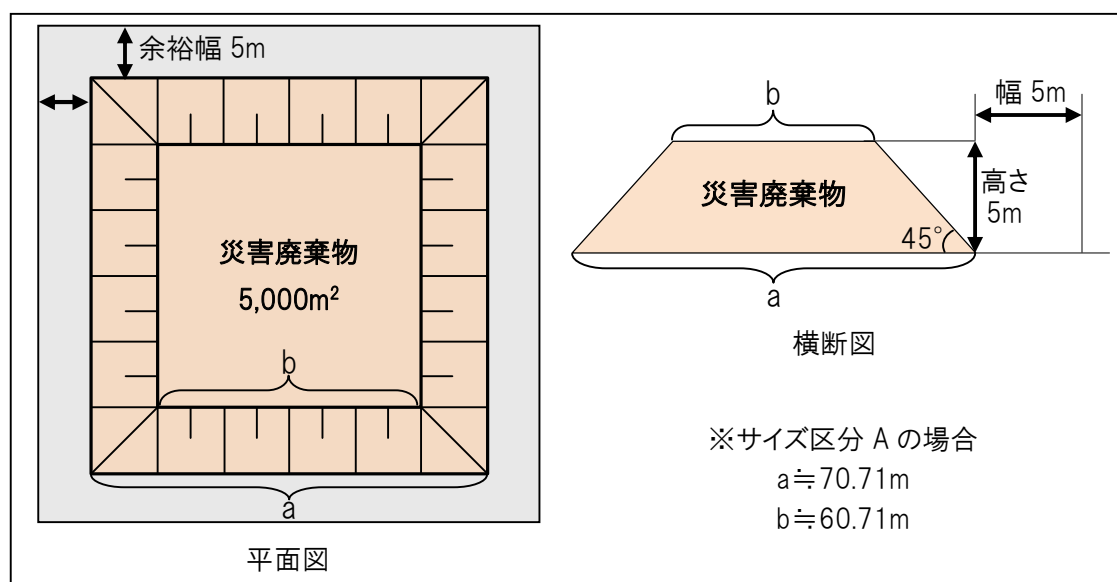 余裕幅 5m
災害廃棄物
5,000m²
b
a
平面図
b
幅 5m
災害廃棄物
高さ
5m
45°
a
横断図
※サイズ区分 A の場合
a≒70.71m
b≒60.71m